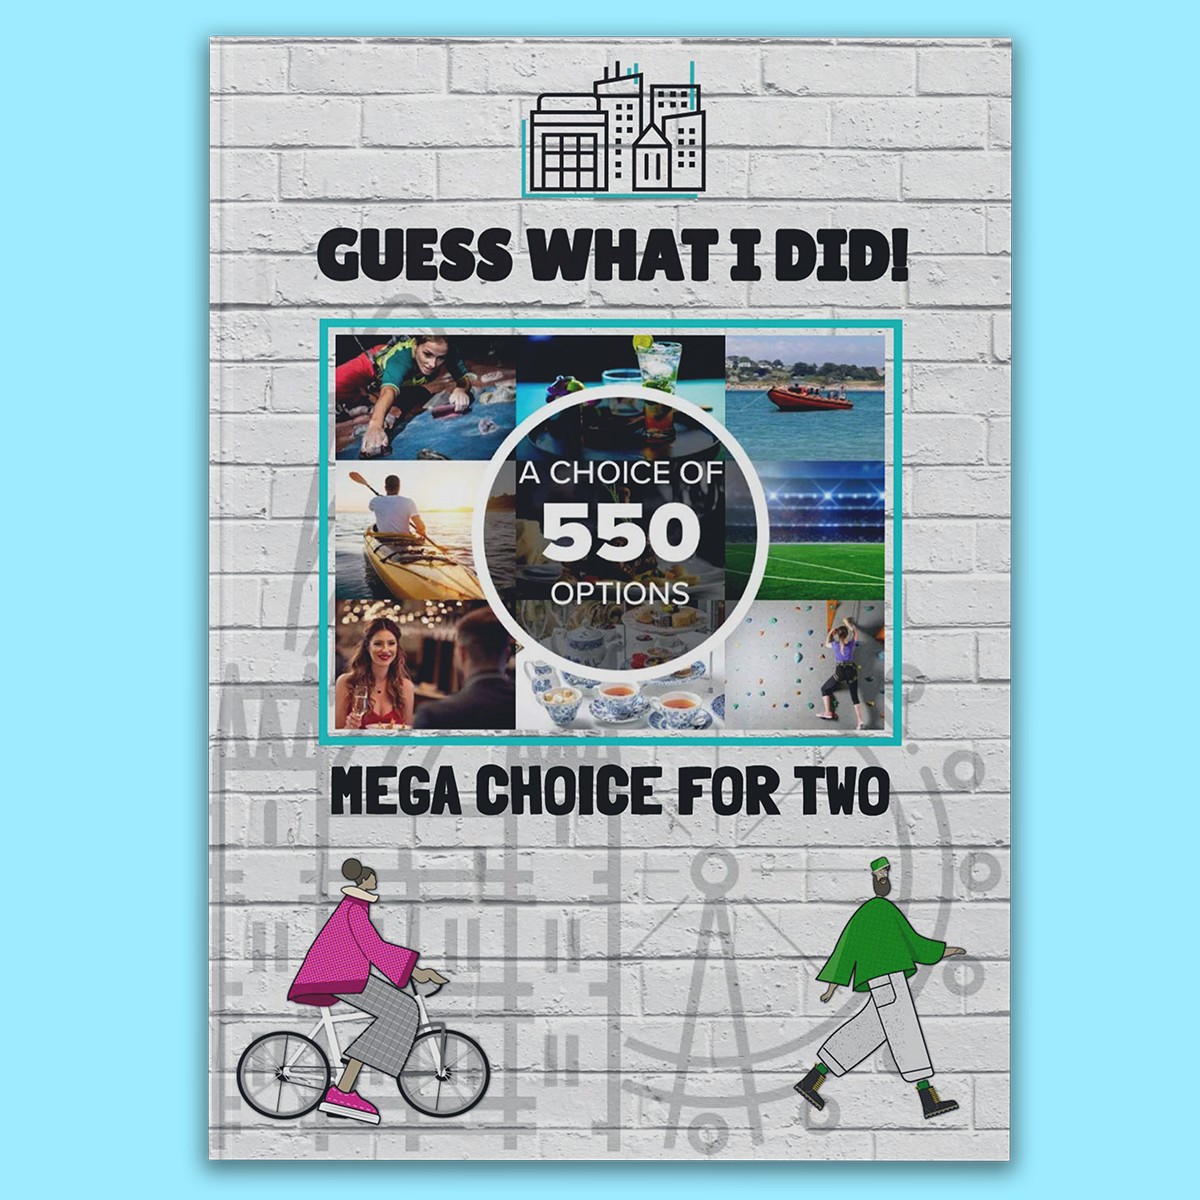 GUESS WHAT I DID!
A CHOICE OF
550
OPTIONS
MEGA CHOICE FOR TWO